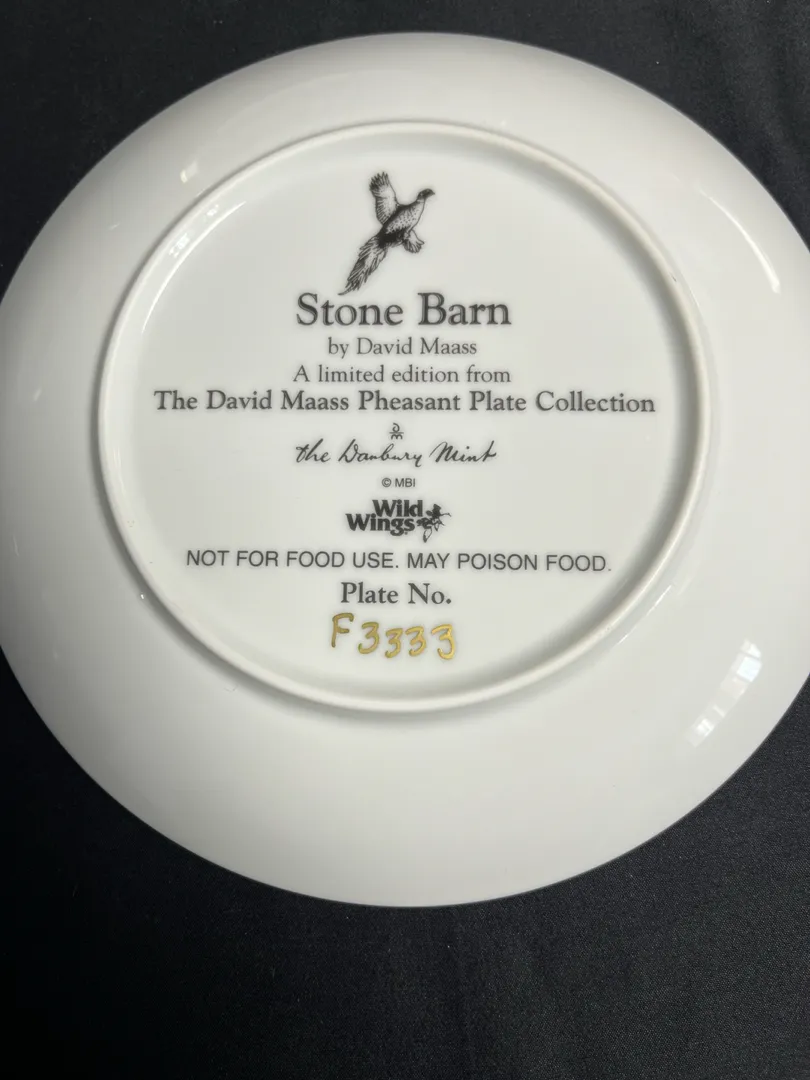 Stone Barn
by David Maass
A limited edition from
The David Maass Pheasant Plate Collection
DM
the Danbury Mint
© MBI
Wild
Wings
NOT FOR FOOD USE. MAY POISON FOOD.
Plate No.
F3333